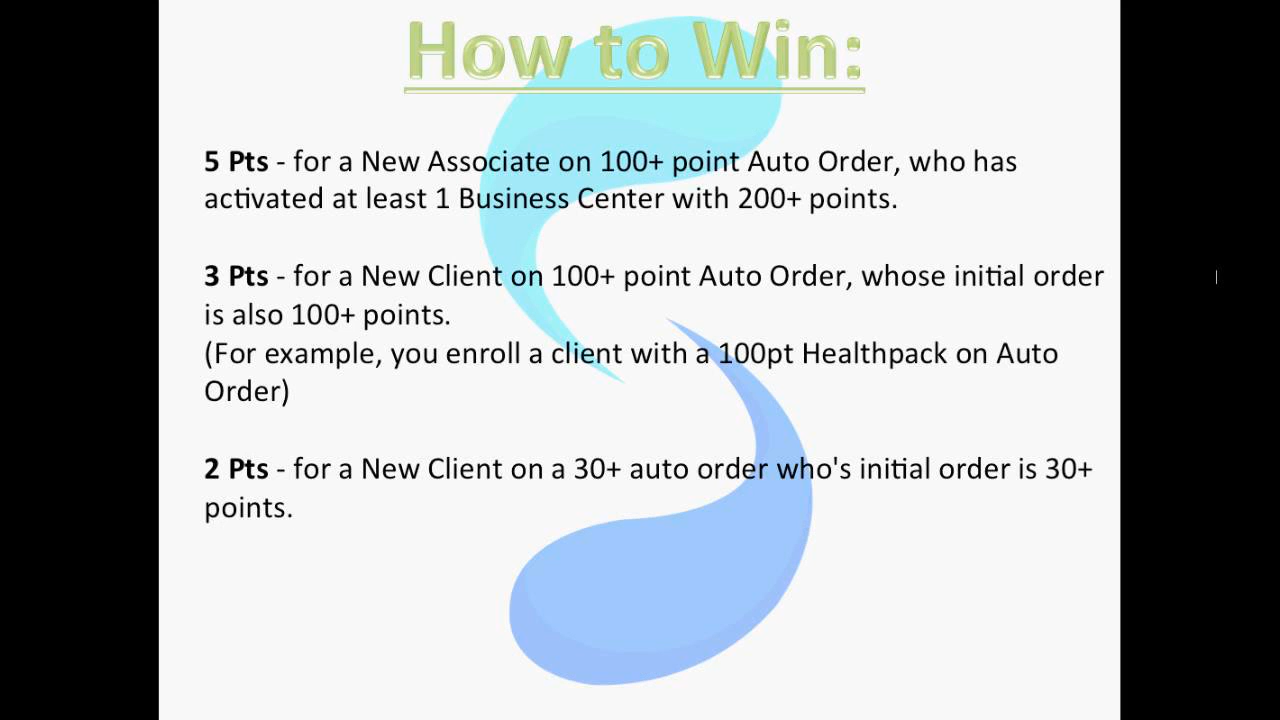 How to Win:
5 Pts - for a New Associate on 100+ point Auto Order, who has
activated at least 1 Business Center with 200+ points.
3 Pts - for a New Client on 100+ point Auto Order, whose initial order
is also 100+ points.
(For example, you enroll a client with a 100pt Healthpack on Auto
Order)
2 Pts - for a New Client on a 30+ auto order who's initial order is 30+
points.